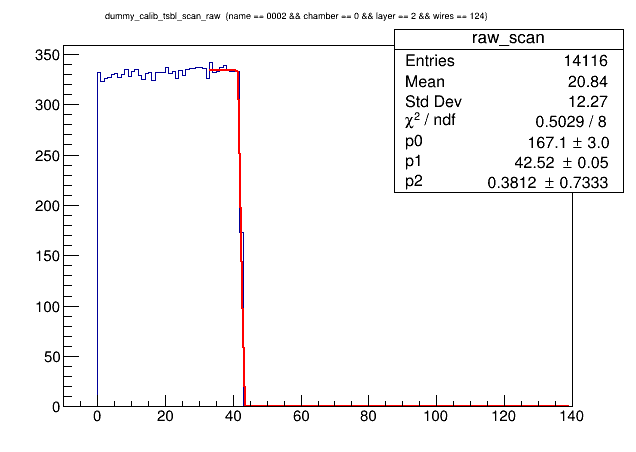 dummy_calib_tsbl_scan_raw (name == 0002 && chamber == 0 && layer == 2 && wires == 124)
raw_scan
Entries 14116
Mean 20.84
Std Dev 12.27
χ² / ndf 0.5029 / 8
p0 167.1 ± 3.0
p1 42.52 ± 0.05
p2 0.3812 ± 0.7333
350
300
250
200
150
100
50
0
0 20 40 60 80 100 120 140